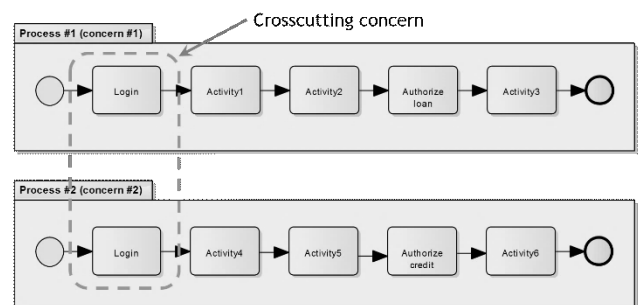 Crosscutting concern
Process #1 (concern #1)
Login
Activity1
Activity2
Authorize
loan
Activity3
Process #2 (concern #2)
Login
Activity4
Activity5
Authorize
credit
Activity6